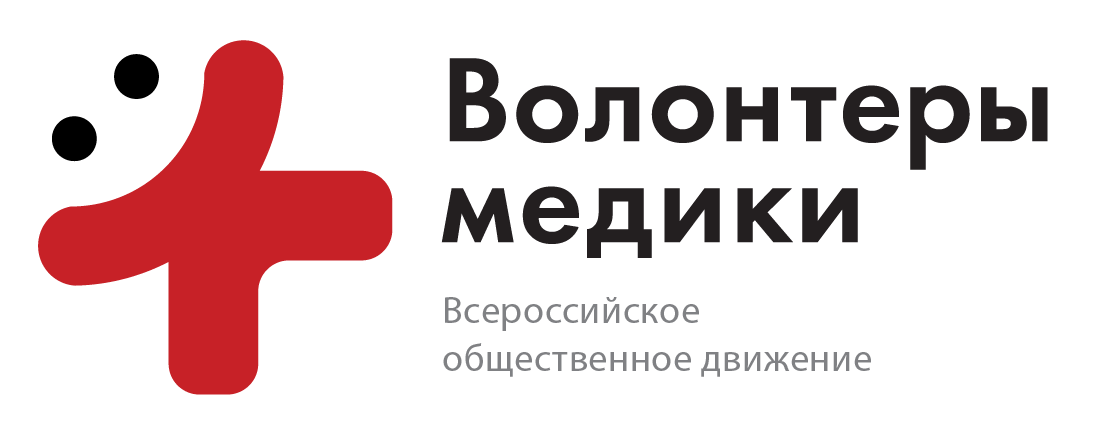 Волонтеры
медики
Всероссийское
общественное движение